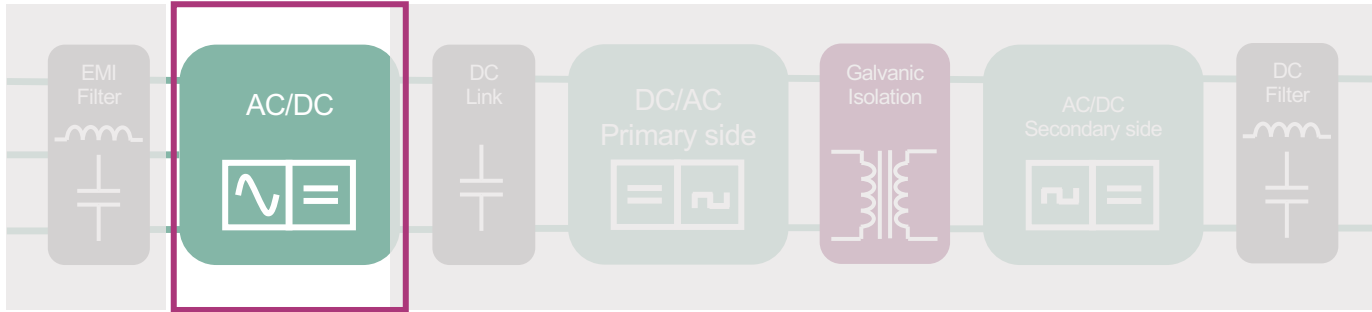 EMI
Filter
AC/DC
DC
Link
DC/AC
Primary side
Galvanic
Isolation
AC/DC
Secondary side
DC
Filter